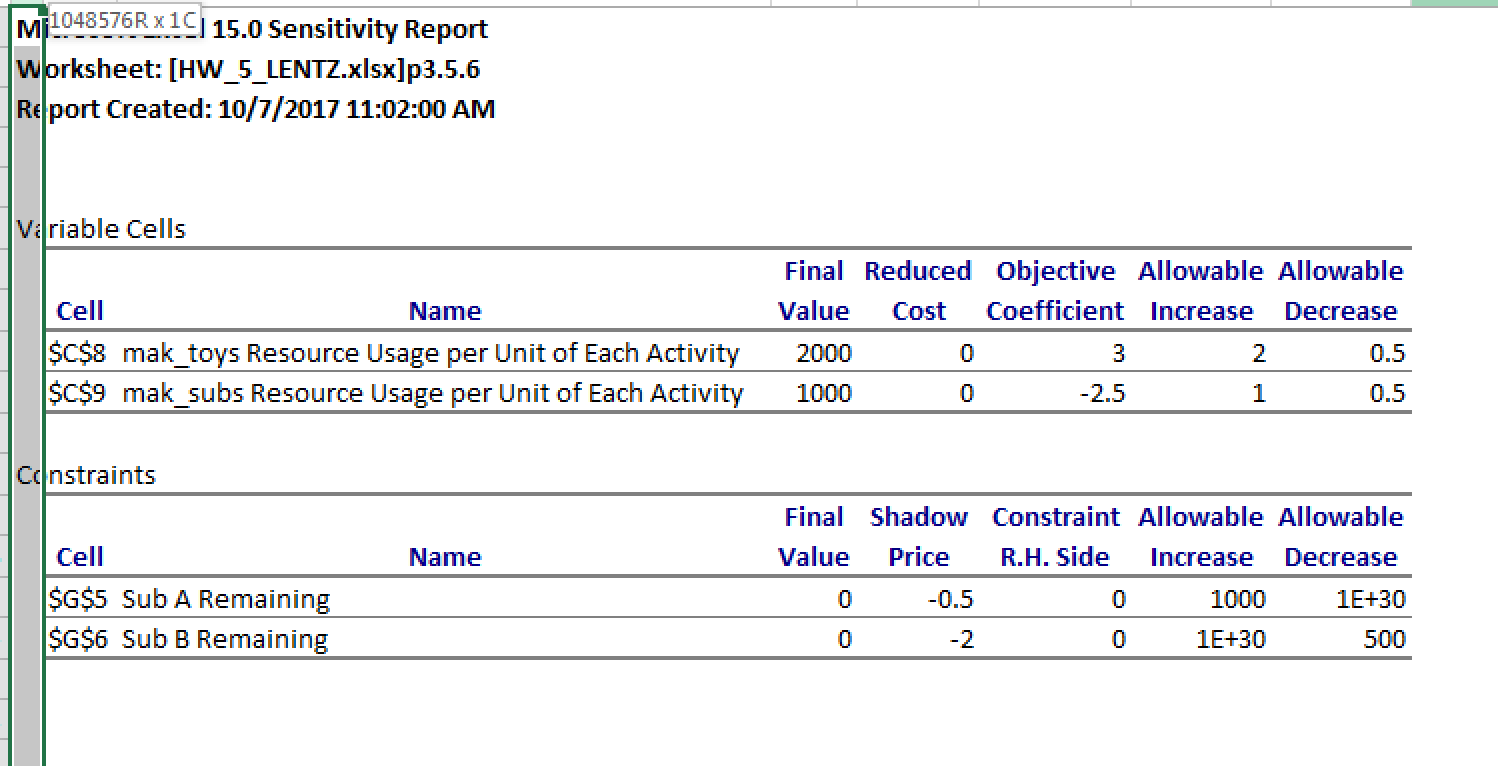 1048576R x 1C
15.0 Sensitivity Report
Worksheet: [HW_5_LENTZ.xlsx]p3.5.6
Report Created: 10/7/2017 11:02:00 AM
Variable Cells
Final Reduced Objective Allowable Allowable
Cell Name Value Cost Coefficient Increase Decrease
$C$8 mak_toys Resource Usage per Unit of Each Activity 2000 0 3 2 0.5
$C$9 mak_subs Resource Usage per Unit of Each Activity 1000 0 -2.5 1 0.5
Constraints
Final Shadow Constraint Allowable Allowable
Cell Name Value Price R.H. Side Increase Decrease
$G$5 Sub A Remaining 0 -0.5 0 1000 1E+30
$G$6 Sub B Remaining 0 -2 0 1E+30 500